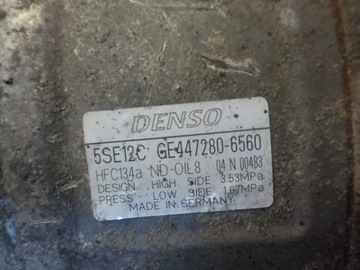 DENSO
5SE12C GE447280-6560
HFC134a ND-OIL8 04 N 00483
DESIGN HIGH SIDE 3.53MPa
PRESS LOW SIDE 1.67MPa
MADE IN GERMANY